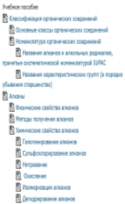 Учебное пособие
Классификация органических соединений
Основные классы органических соединений
Номенклатура органических соединений
Названия алканов и алкильных радикалов,
принятые систематической номенклатурой IUPAC
Названия характеристических групп (в порядке
убывания старшинства)
Алканы
Физические свойства алканов
Методы получения алканов
Химические свойства алканов
Галогенирование алканов
Сульфохлорирование алканов
Нитрование
Окисление
Изомеризация алканов
Дегидрирование алканов